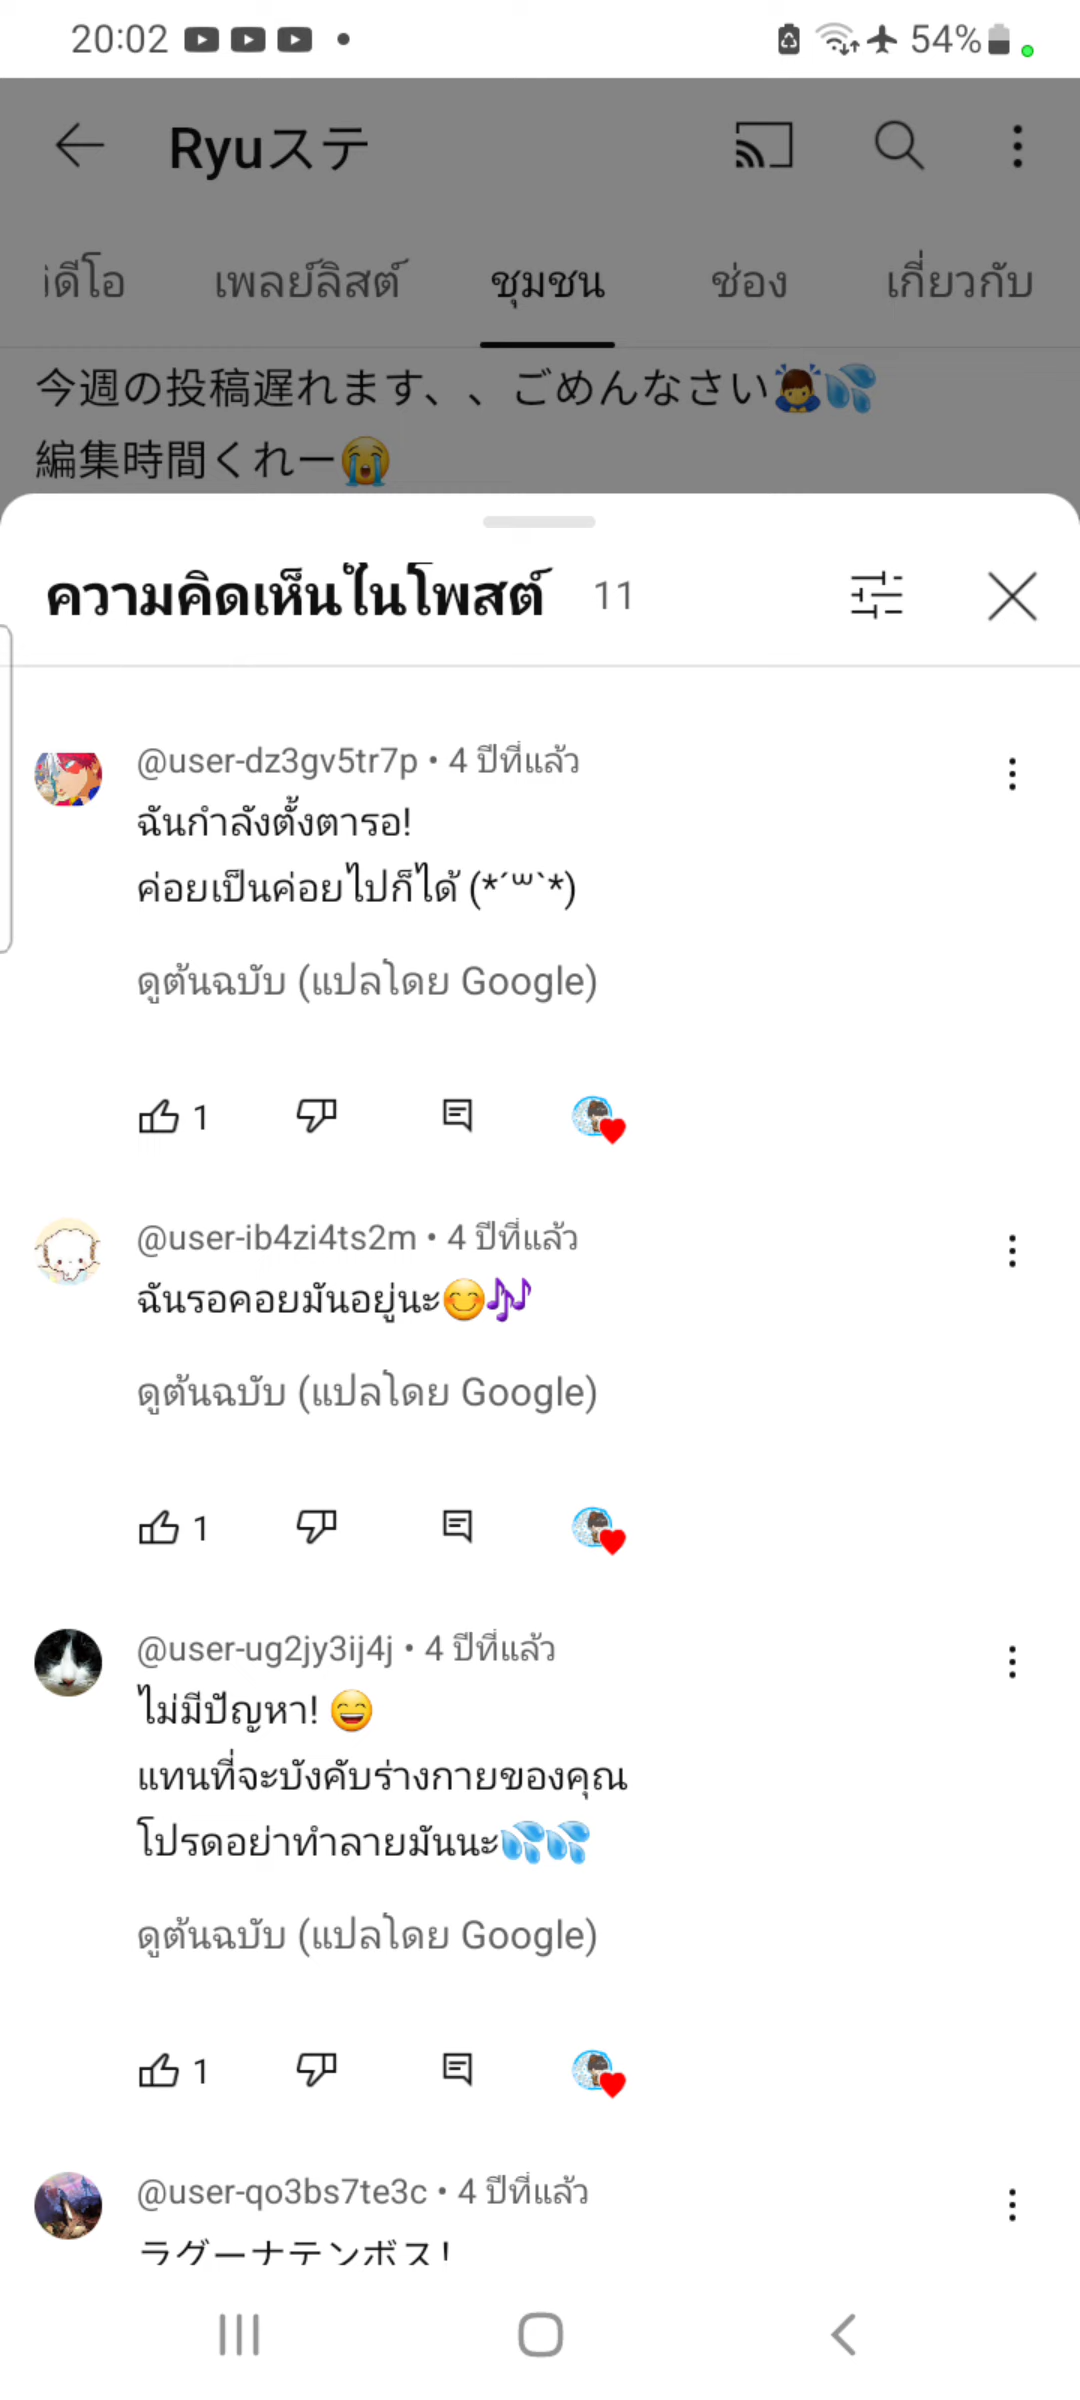 20:02
54%
Ryuステ
วิดีโอ เพลย์ลิสต์ ชุมชน ช่อง เกี่ยวกับ
今週の投稿遅れます、、ごめんなさい🙇‍♂️💦
編集時間くれー😭
ความคิดเห็นในโพสต์ 11
@user-dz3gv5tr7p • 4 ปีที่แล้ว
ฉันกำลังตั้งตารอ!
ค่อยเป็นค่อยไปก็ได้ (*´꒳`*)
ดูต้นฉบับ (แปลโดย Google)
1
@user-ib4zi4ts2m • 4 ปีที่แล้ว
ฉันรอคอยมันอยู่นะ😊🎶
ดูต้นฉบับ (แปลโดย Google)
1
@user-ug2jy3ij4j • 4 ปีที่แล้ว
ไม่มีปัญหา! 😄
แทนที่จะบังคับร่างกายของคุณ
โปรดอย่าทำลายมันนะ💦💦
ดูต้นฉบับ (แปลโดย Google)
1
@user-qo3bs7te3c • 4 ปีที่แล้ว
ラグーナテンボス!